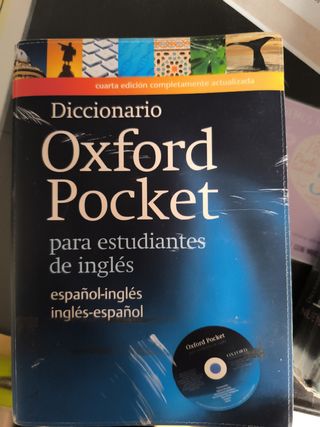 cuarta edición completamente actualizada
Diccionario
Oxford
Pocket
para estudiantes
de inglés
español-inglés
inglés-español
Oxford Pocket
OXFORD